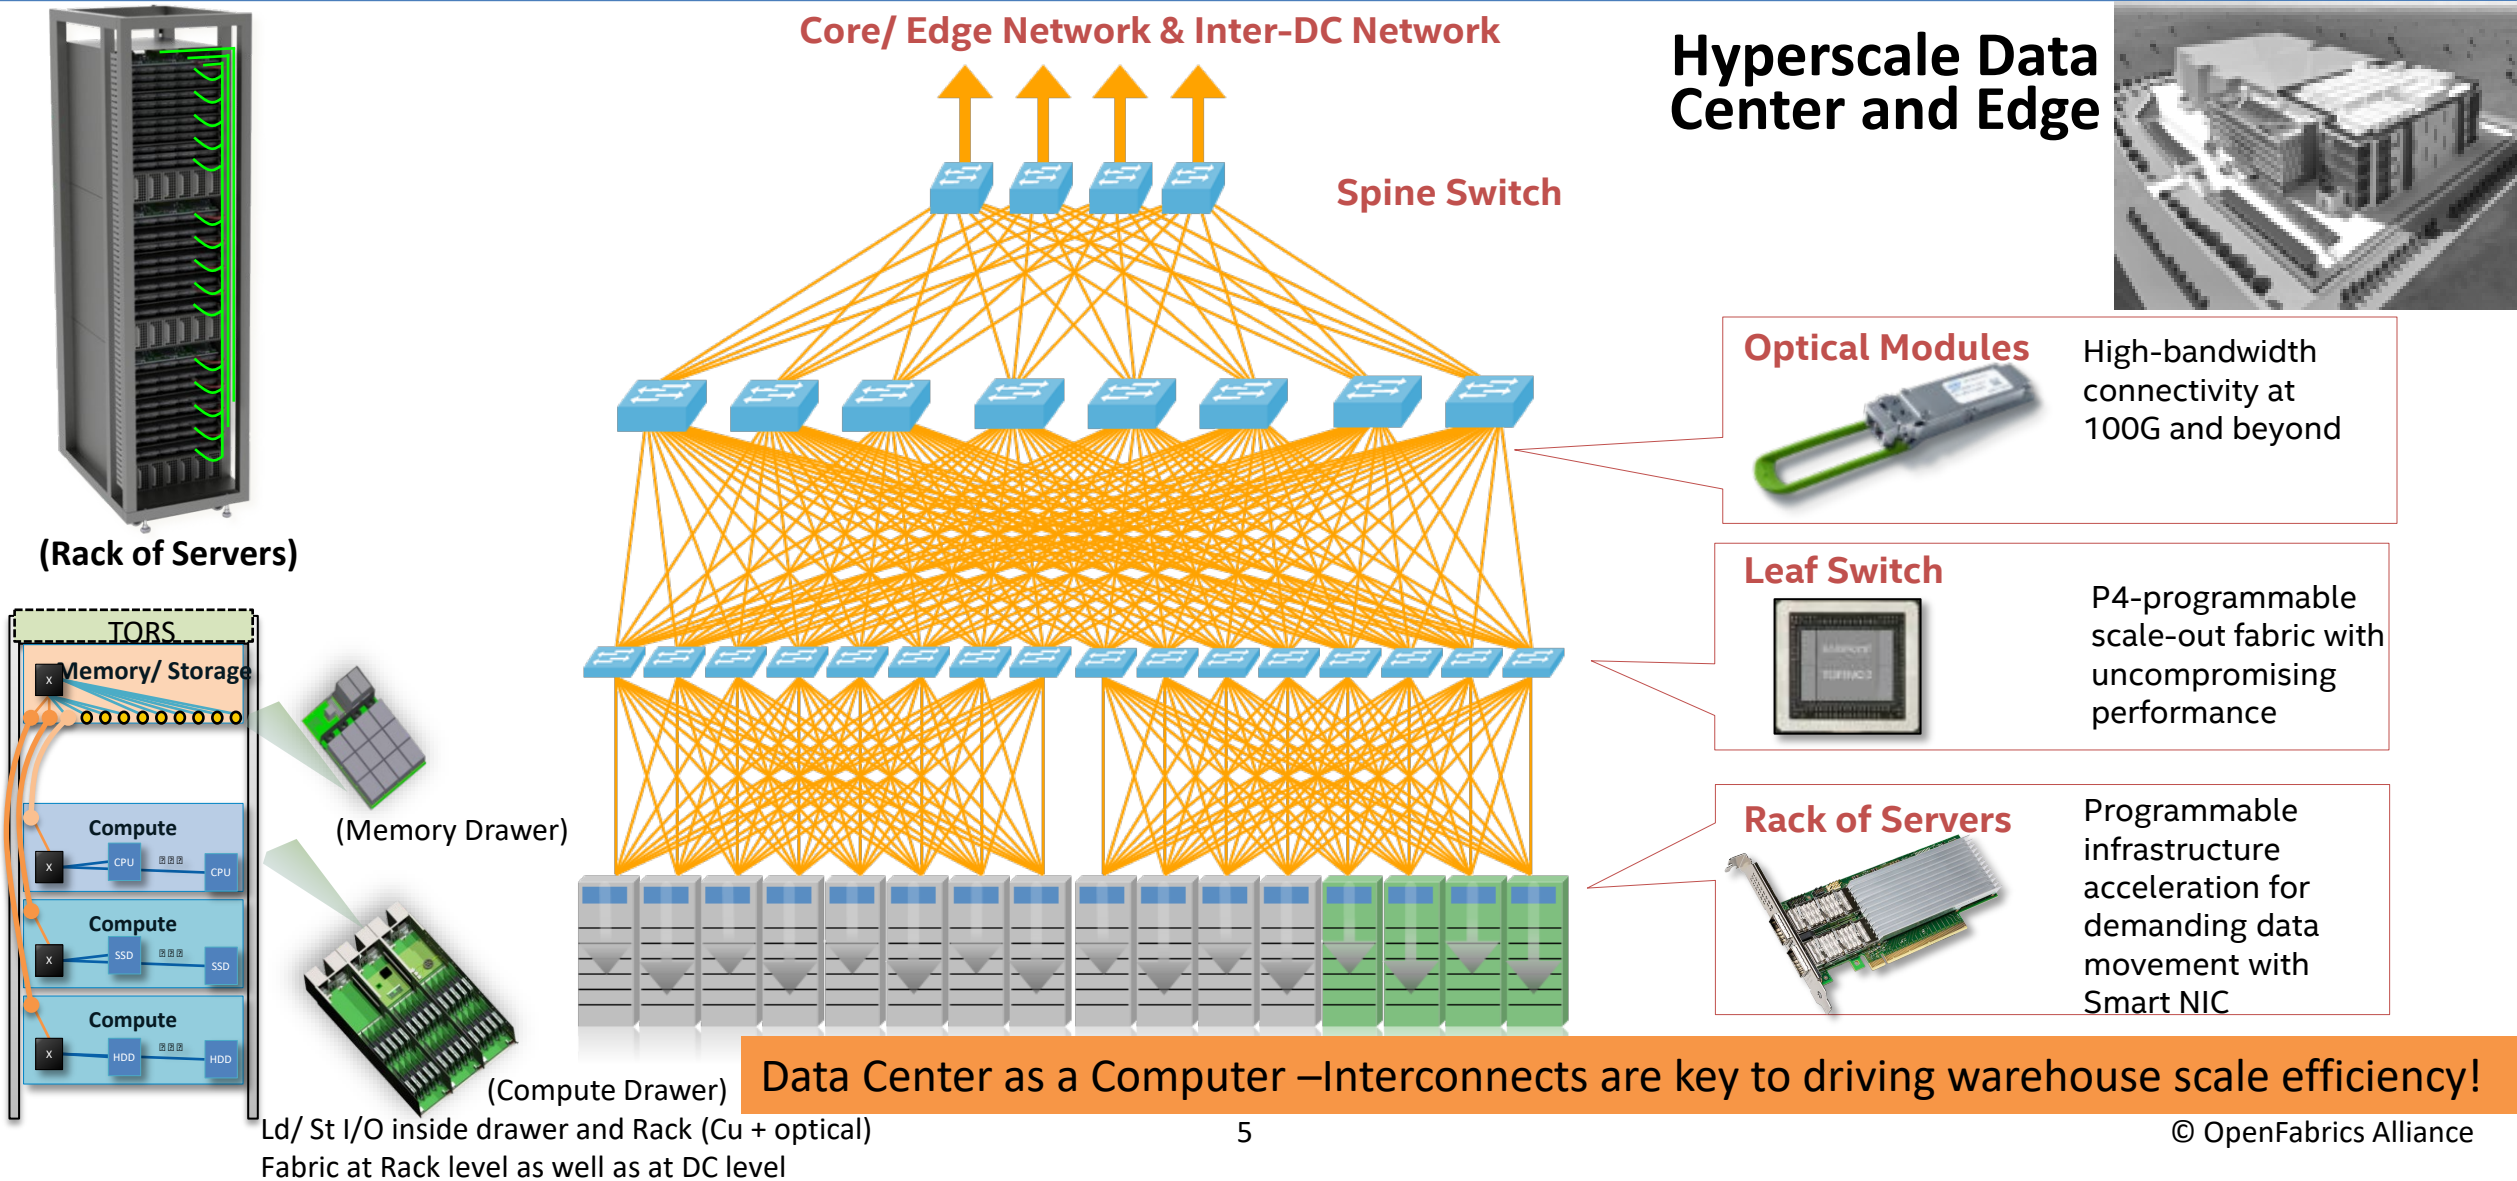 Core/ Edge Network & Inter-DC Network
Hyperscale Data
Center and Edge
Spine Switch
(Rack of Servers)
Optical Modules
High-bandwidth
connectivity at
100G and beyond
Leaf Switch
P4-programmable
scale-out fabric with
uncompromising
performance
Rack of Servers
Programmable
infrastructure
acceleration for
demanding data
movement with
Smart NIC
TORS
Memory/ Storage
X
(Memory Drawer)
Compute
X
CPU
CPU
Compute
X
SSD
SSD
Compute
X
HDD
HDD
(Compute Drawer)
Data Center as a Computer –Interconnects are key to driving warehouse scale efficiency!
Ld/ St I/O inside drawer and Rack (Cu + optical)
Fabric at Rack level as well as at DC level
5
© OpenFabrics Alliance